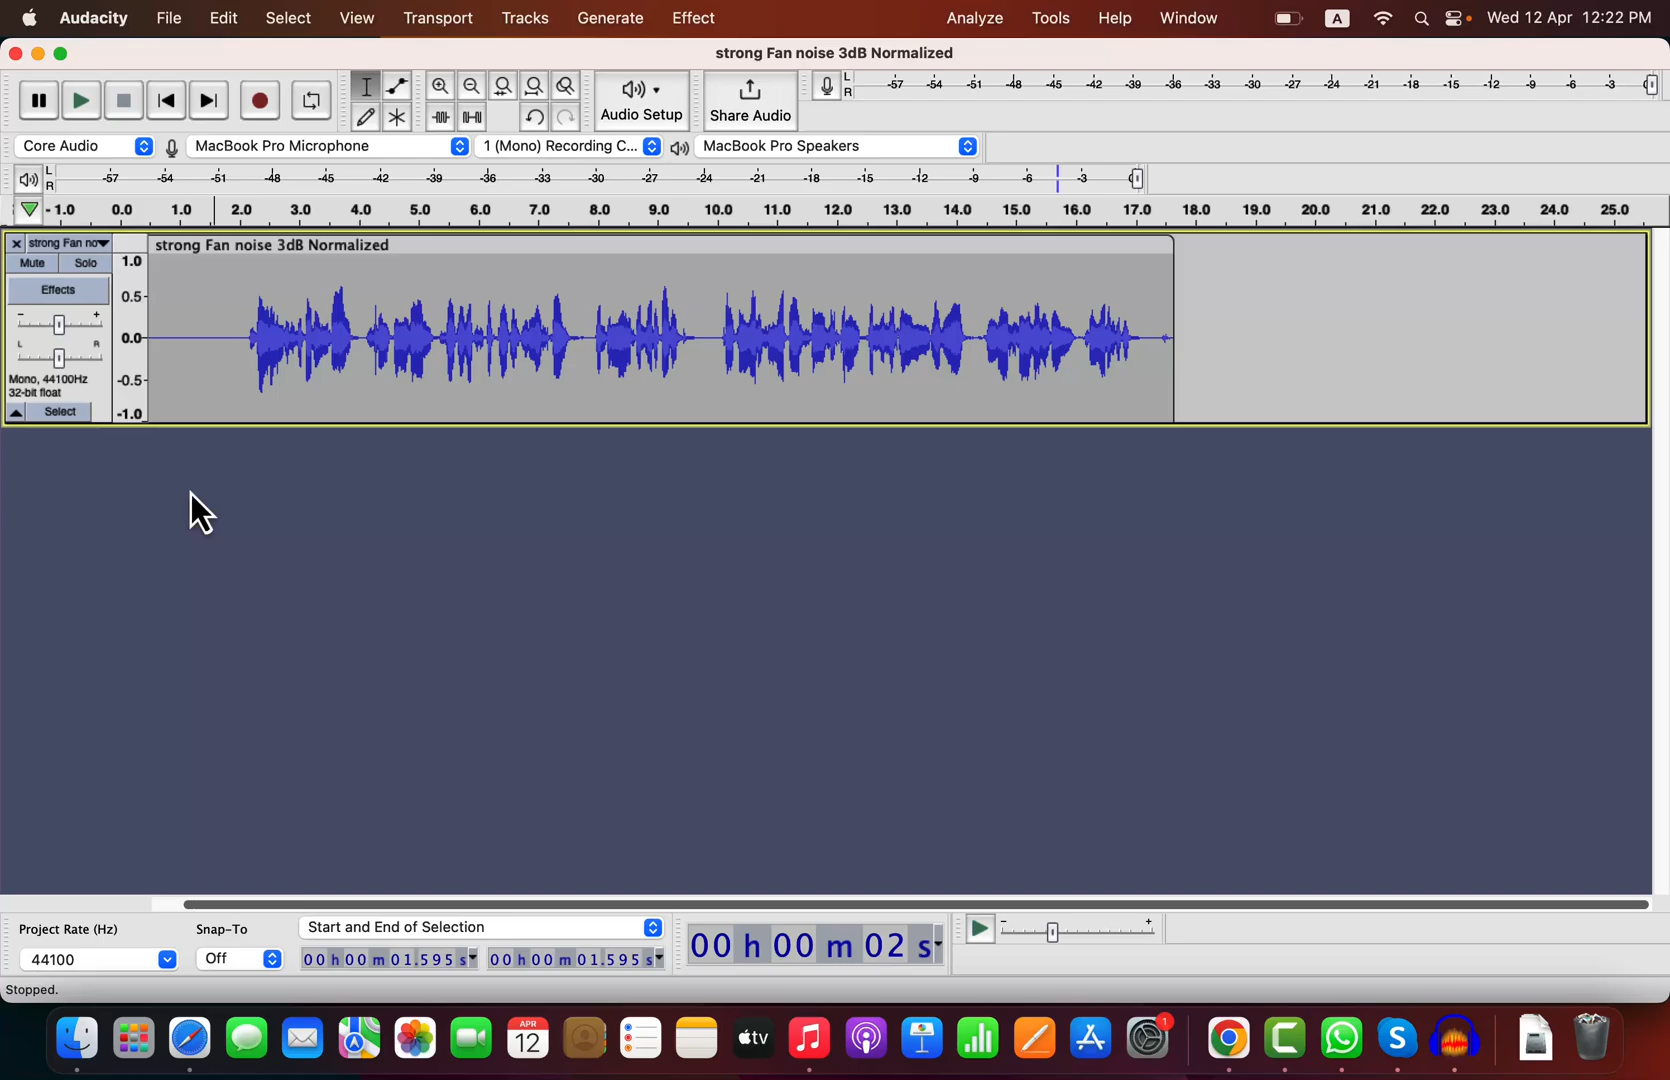 Audacity File Edit Select View Transport Tracks Generate Effect Analyze Tools Help Window A Wed 12 Apr 12:22 PM
strong Fan noise 3dB Normalized
L -57 -54 -51 -48 -45 -42 -39 -36 -33 -30 -27 -24 -21 -18 -15 -12 -9 -6 -3
R
Audio Setup Share Audio
Core Audio MacBook Pro Microphone 1 (Mono) Recording C... MacBook Pro Speakers
L -57 -54 -51 -48 -45 -42 -39 -36 -33 -30 -27 -24 -21 -18 -15 -12 -9 -6 -3
R
- 1.0 0.0 1.0 2.0 3.0 4.0 5.0 6.0 7.0 8.0 9.0 10.0 11.0 12.0 13.0 14.0 15.0 16.0 17.0 18.0 19.0 20.0 21.0 22.0 23.0 24.0 25.0
strong Fan no strong Fan noise 3dB Normalized
Mute Solo 1.0
Effects 0.5
- +
L R 0.0
Mono, 44100Hz -0.5
32-bit float
Select -1.0
Project Rate (Hz) Snap-To Start and End of Selection
44100 Off 00 h 00 m 01.595 s 00 h 00 m 01.595 s 00 h 00 m 02 s - +
Stopped.
APR
12 tv 1